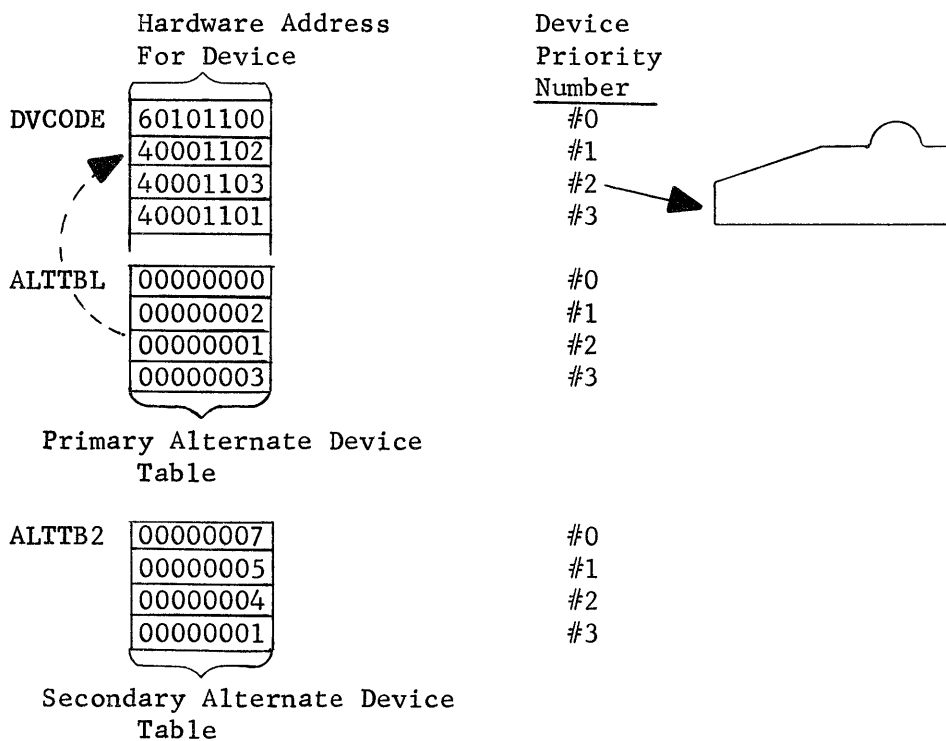 Hardware Address Device
For Device Priority
Number
DVCODE 60101100 #0
40001102 #1
40001103 #2
40001101 #3
ALTTBL 00000000 #0
00000002 #1
00000001 #2
00000003 #3
Primary Alternate Device
Table
ALTTB2 00000007 #0
00000005 #1
00000004 #2
00000001 #3
Secondary Alternate Device
Table